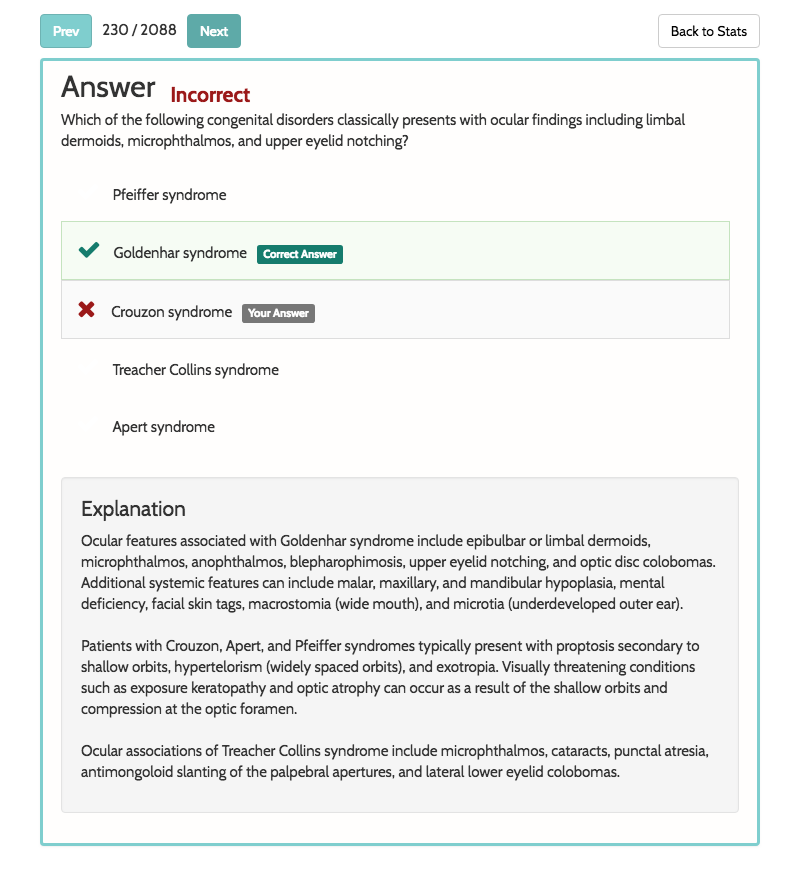 Prev 230 / 2088 Next Back to Stats
Answer Incorrect
Which of the following congenital disorders classically presents with ocular findings including limbal
dermoids, microphthalmos, and upper eyelid notching?
Pfeiffer syndrome
Goldenhar syndrome Correct Answer
Crouzon syndrome Your Answer
Treacher Collins syndrome
Apert syndrome
Explanation
Ocular features associated with Goldenhar syndrome include epibulbar or limbal dermoids,
microphthalmos, anophthalmos, blepharophimosis, upper eyelid notching, and optic disc colobomas.
Additional systemic features can include malar, maxillary, and mandibular hypoplasia, mental
deficiency, facial skin tags, macrostomia (wide mouth), and microtia (underdeveloped outer ear).
Patients with Crouzon, Apert, and Pfeiffer syndromes typically present with proptosis secondary to
shallow orbits, hypertelorism (widely spaced orbits), and exotropia. Visually threatening conditions
such as exposure keratopathy and optic atrophy can occur as a result of the shallow orbits and
compression at the optic foramen.
Ocular associations of Treacher Collins syndrome include microphthalmos, cataracts, punctal atresia,
antimongoloid slanting of the palpebral apertures, and lateral lower eyelid colobomas.